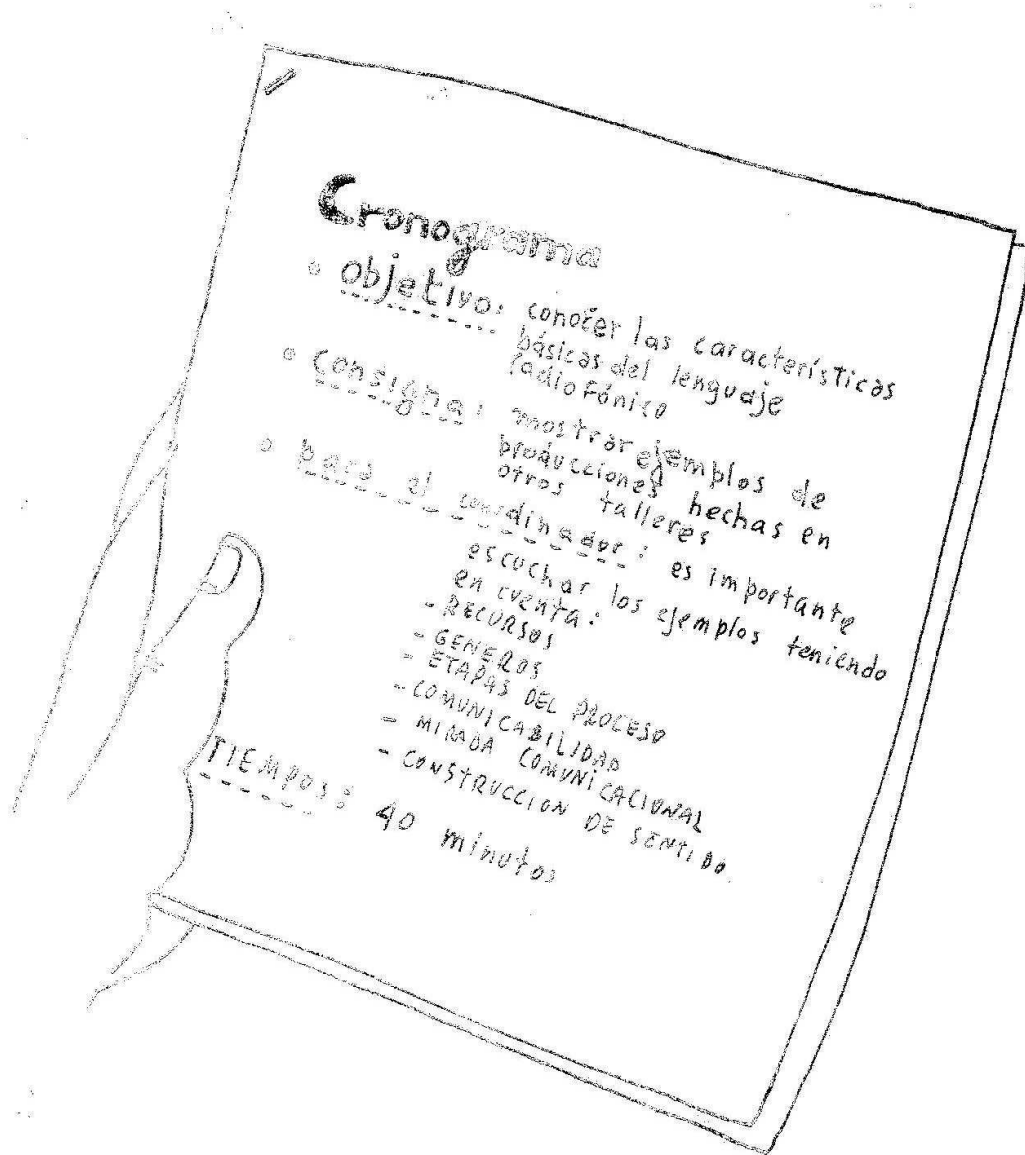 Cronograma
• objetivo: conocer las características
básicas del lenguaje
radiofónico
• consigna: mostrar ejemplos de
producciones hechas en
otros talleres
• para el coordinador: es importante
escuchar los ejemplos teniendo
en cuenta:
- RECURSOS
- GENEROS
- ETAPAS DEL PROCESO
- COMUNICABILIDAD
- MIRADA COMUNICACIONAL
- CONSTRUCCION DE SENTIDO.
TIEMPOS: 40 minutos